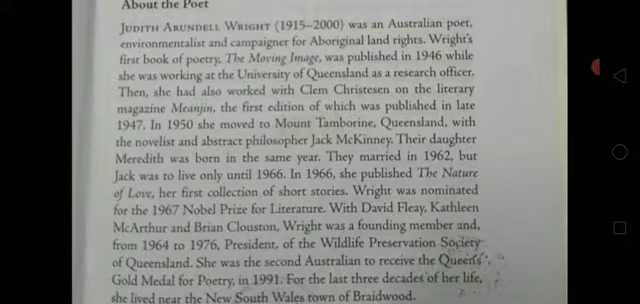 About the Poet
JUDITH ARUNDELL WRIGHT (1915–2000) was an Australian poet,
environmentalist and campaigner for Aboriginal land rights. Wright's
first book of poetry, The Moving Image, was published in 1946 while
she was working at the University of Queensland as a research officer.
Then, she had also worked with Clem Christesen on the literary
magazine Meanjin, the first edition of which was published in late
1947. In 1950 she moved to Mount Tamborine, Queensland, with
the novelist and abstract philosopher Jack McKinney. Their daughter
Meredith was born in the same year. They married in 1962, but
Jack was to live only until 1966. In 1966, she published The Nature
of Love, her first collection of short stories. Wright was nominated
for the 1967 Nobel Prize for Literature. With David Fleay, Kathleen
McArthur and Brian Clouston, Wright was a founding member and,
from 1964 to 1976, President, of the Wildlife Preservation Society
of Queensland. She was the second Australian to receive the Queen's
Gold Medal for Poetry, in 1991. For the last three decades of her life,
she lived near the New South Wales town of Braidwood.